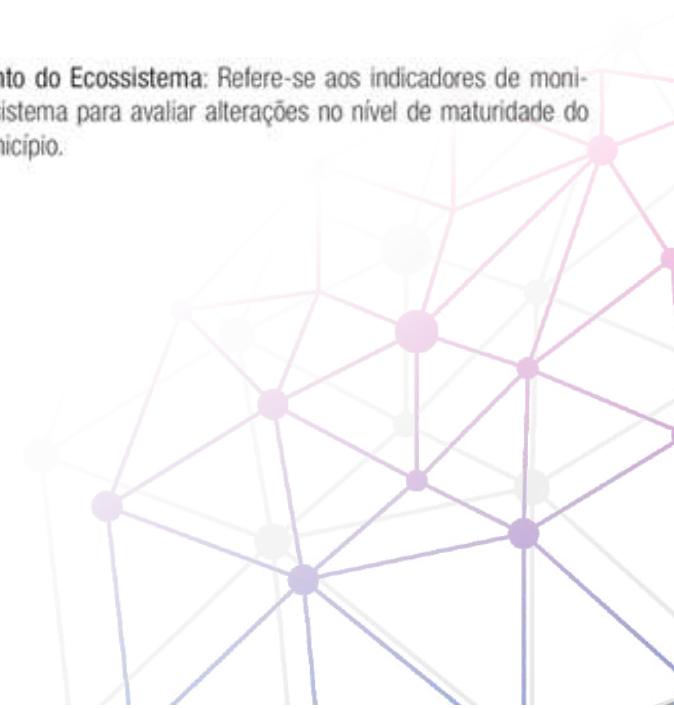 nto do Ecossistema: Refere-se aos indicadores de moni-
istema para avaliar alterações no nível de maturidade do
nicípio.